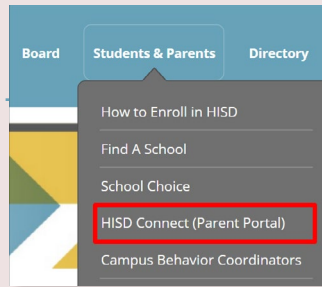 Board Students & Parents Directory
How to Enroll in HISD
Find A School
School Choice
HISD Connect (Parent Portal)
Campus Behavior Coordinators